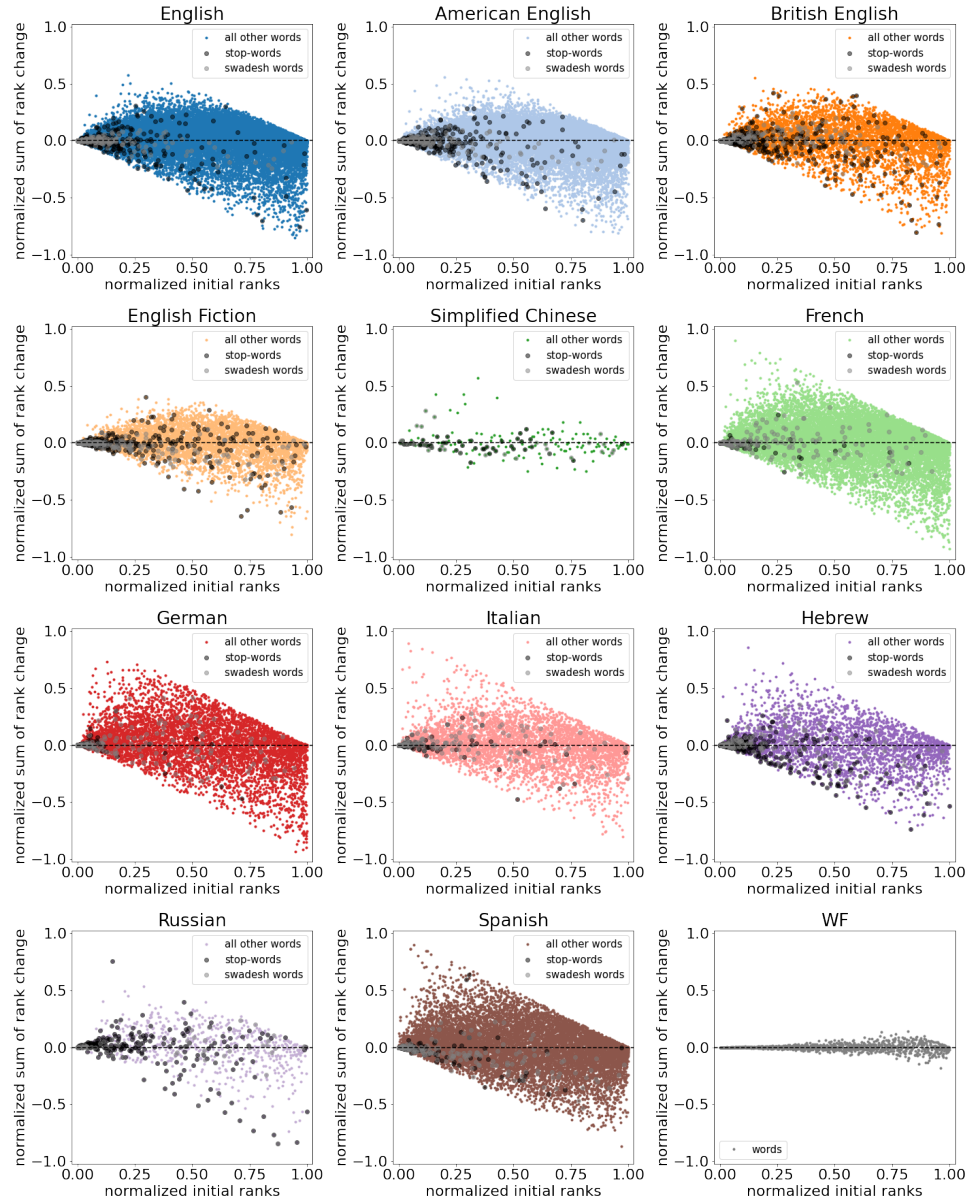 English
American English
British English
normalized sum of rank change
1.0
0.5
0.0
−0.5
−1.0
all other words
stop-words
swadesh words
0.00 0.25 0.50 0.75 1.00
normalized initial ranks
normalized sum of rank change
1.0
0.5
0.0
−0.5
−1.0
all other words
stop-words
swadesh words
0.00 0.25 0.50 0.75 1.00
normalized initial ranks
normalized sum of rank change
1.0
0.5
0.0
−0.5
−1.0
all other words
stop-words
swadesh words
0.00 0.25 0.50 0.75 1.00
normalized initial ranks
English Fiction
Simplified Chinese
French
normalized sum of rank change
1.0
0.5
0.0
−0.5
−1.0
all other words
stop-words
swadesh words
0.00 0.25 0.50 0.75 1.00
normalized initial ranks
normalized sum of rank change
1.0
0.5
0.0
−0.5
−1.0
all other words
stop-words
swadesh words
0.00 0.25 0.50 0.75 1.00
normalized initial ranks
normalized sum of rank change
1.0
0.5
0.0
−0.5
−1.0
all other words
stop-words
swadesh words
0.00 0.25 0.50 0.75 1.00
normalized initial ranks
German
Italian
Hebrew
normalized sum of rank change
1.0
0.5
0.0
−0.5
−1.0
all other words
stop-words
swadesh words
0.00 0.25 0.50 0.75 1.00
normalized initial ranks
normalized sum of rank change
1.0
0.5
0.0
−0.5
−1.0
all other words
stop-words
swadesh words
0.00 0.25 0.50 0.75 1.00
normalized initial ranks
normalized sum of rank change
1.0
0.5
0.0
−0.5
−1.0
all other words
stop-words
swadesh words
0.00 0.25 0.50 0.75 1.00
normalized initial ranks
Russian
Spanish
WF
normalized sum of rank change
1.0
0.5
0.0
−0.5
−1.0
all other words
stop-words
swadesh words
0.00 0.25 0.50 0.75 1.00
normalized initial ranks
normalized sum of rank change
1.0
0.5
0.0
−0.5
−1.0
all other words
stop-words
swadesh words
0.00 0.25 0.50 0.75 1.00
normalized initial ranks
normalized sum of rank change
1.0
0.5
0.0
−0.5
−1.0
words
0.00 0.25 0.50 0.75 1.00
normalized initial ranks